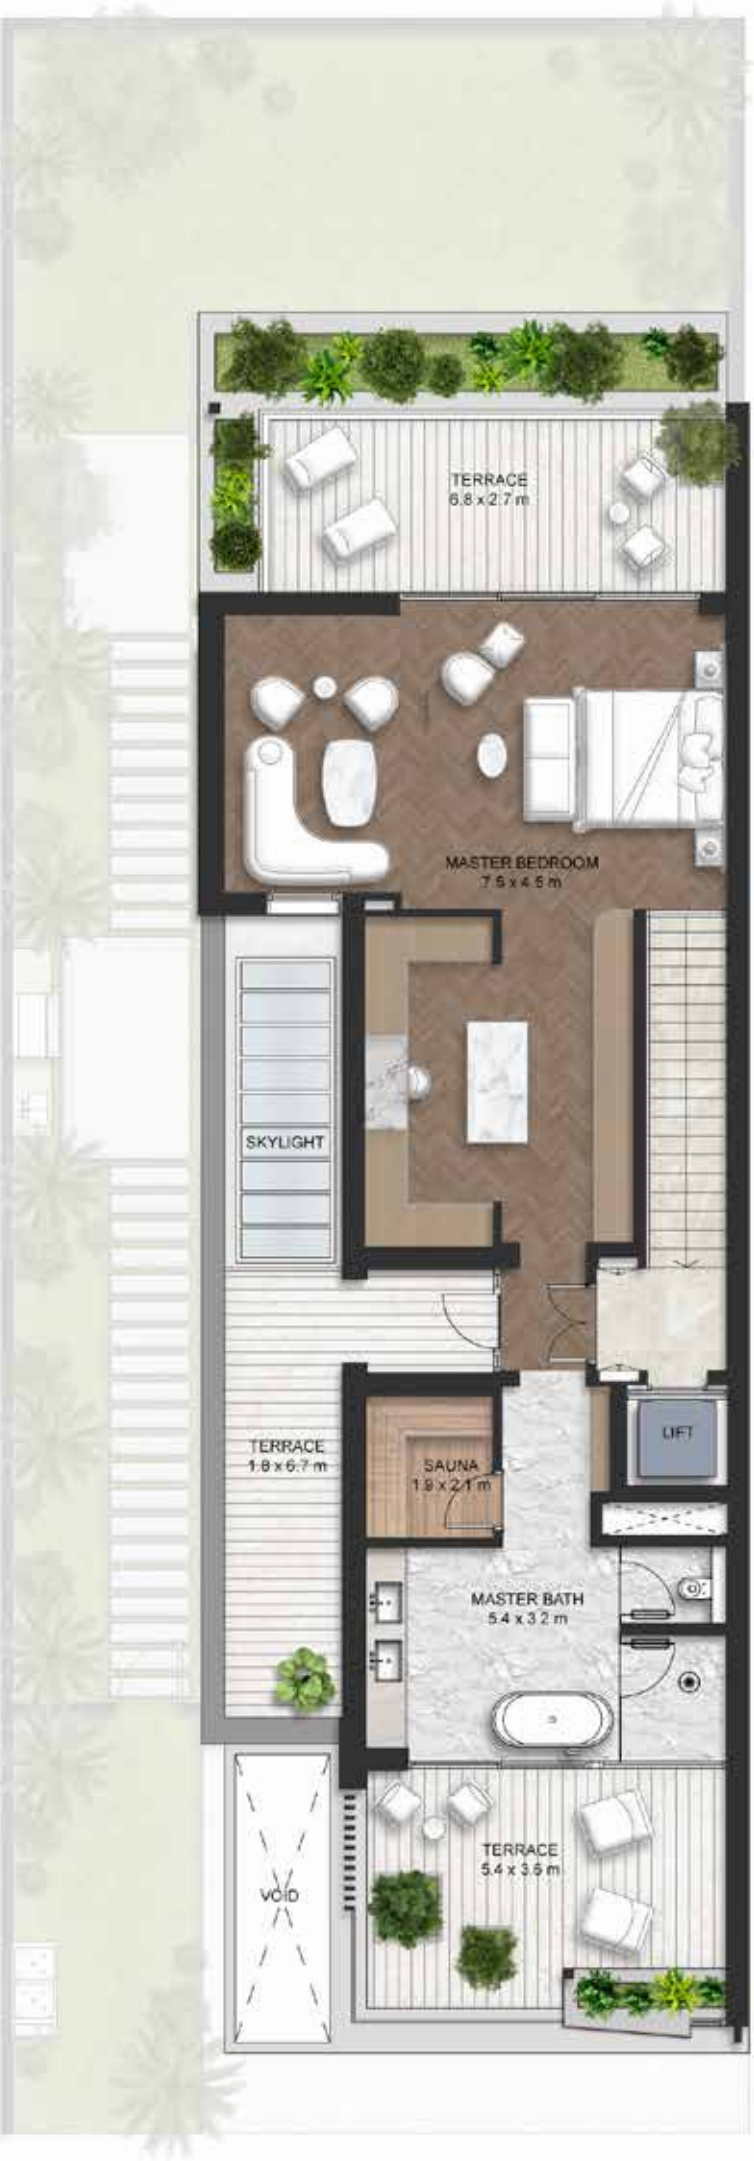 TERRACE
6.8 x 2.7 m
MASTER BEDROOM
7.5 x 4.5 m
SKYLIGHT
LIFT
TERRACE
1.8 x 6.7 m
SAUNA
1.9 x 2.1 m
MASTER BATH
5.4 x 3.2 m
TERRACE
5.4 x 3.6 m
VOID